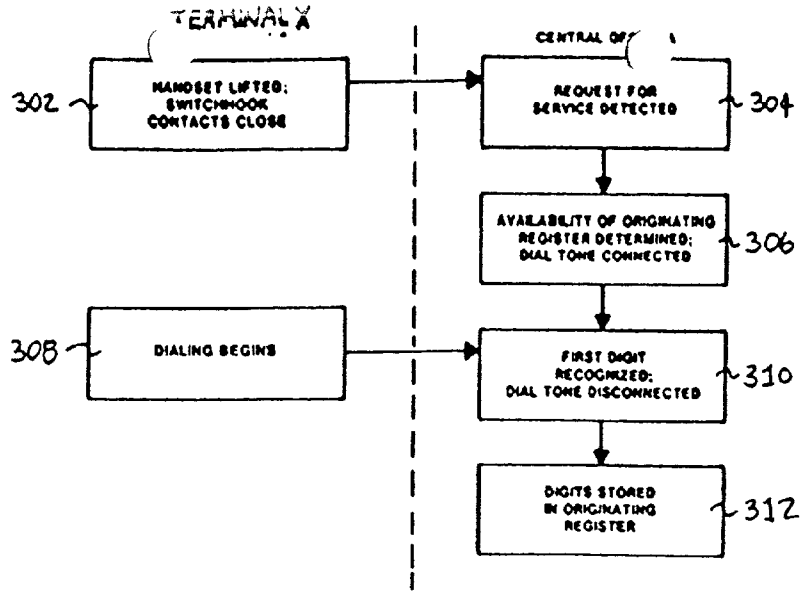 TERMINAL X
CENTRAL
302
HANDSET LIFTED;
SWITCHHOOK
CONTACTS CLOSE
REQUEST FOR
SERVICE DETECTED
304
AVAILABILITY OF ORIGINATING
REGISTER DETERMINED;
DIAL TONE CONNECTED
306
308
DIALING BEGINS
FIRST DIGIT
RECOGNIZED;
DIAL TONE DISCONNECTED
310
DIGITS STORED
IN ORIGINATING
REGISTER
312